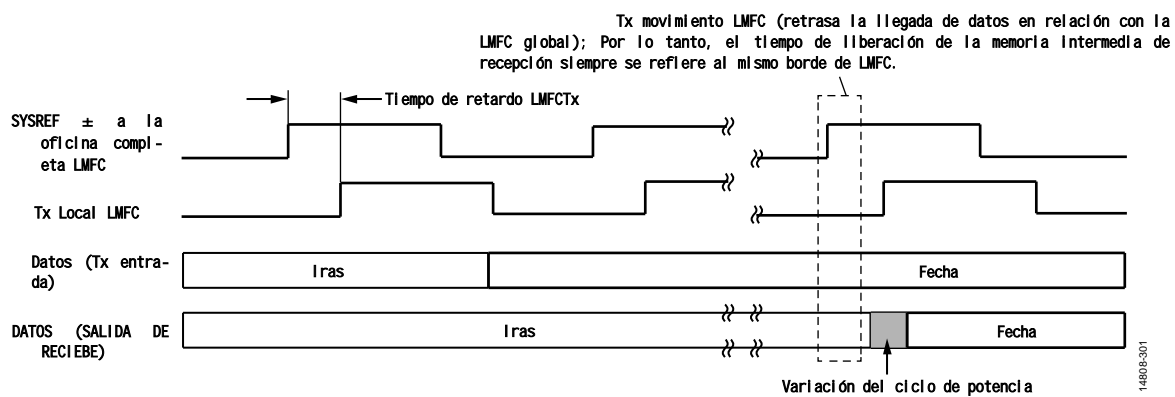 Tx movimiento LMFC (retrasa la llegada de datos en relación con la
LMFC global); Por lo tanto, el tiempo de liberación de la memoria intermedia de
recepción siempre se refiere al mismo borde de LMFC.
Tiempo de retardo LMFCTx
SYSREF ± a la
oficina compl-
eta LMFC
Tx Local LMFC
Datos (Tx entra-
da)
Iras
Fecha
DATOS (SALIDA DE
RECIEBE)
Iras
Fecha
Variación del ciclo de potencia
14808-301